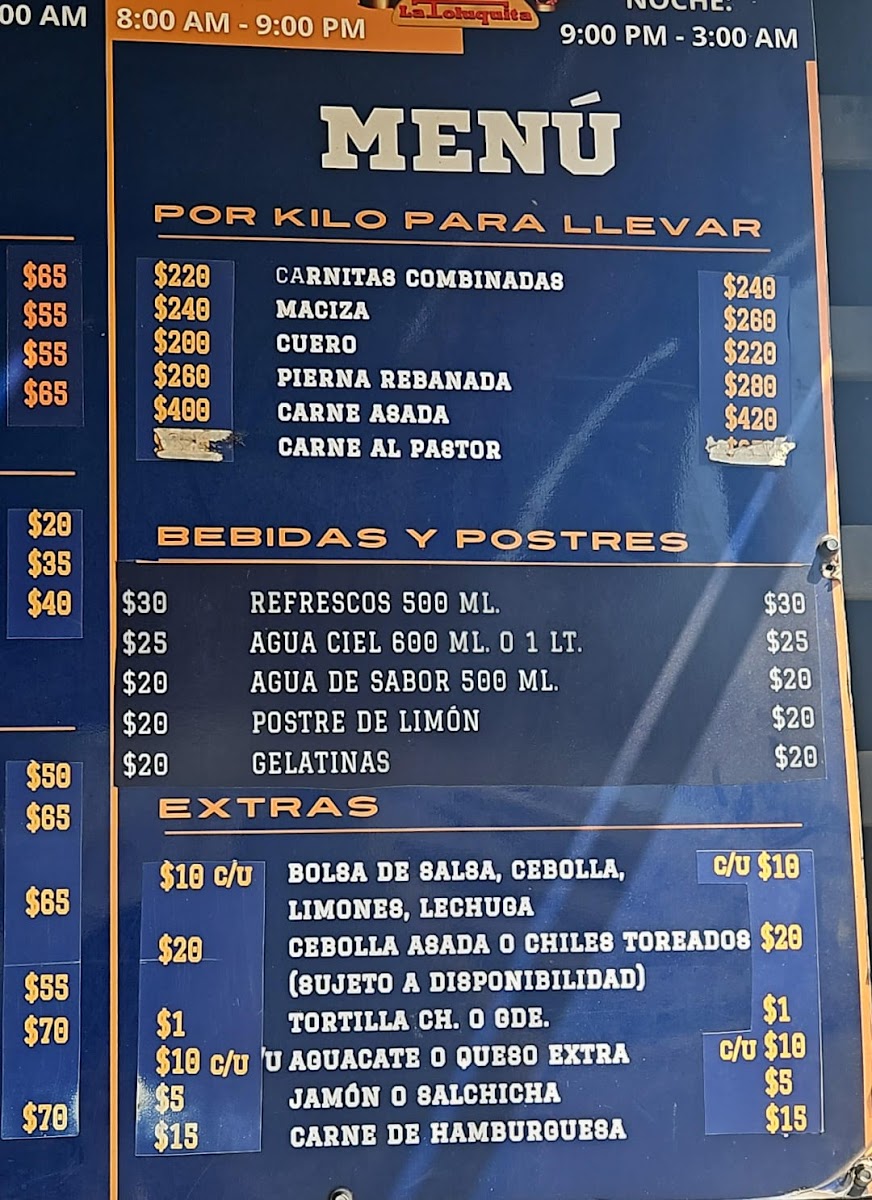 00 AM
8:00 AM - 9:00 PM
La Toluquita
NOCHE:
9:00 PM - 3:00 AM
$65
$55
$55
$65
$20
$35
$40
$50
$65
$65
$55
$70
$70
MENÚ
POR KILO PARA LLEVAR
$220 CARNITAS COMBINADAS $240
$240 MACIZA $260
$200 CUERO $220
$260 PIERNA REBANADA $280
$400 CARNE ASADA $420
CARNE AL PASTOR
BEBIDAS Y POSTRES
$30 REFRESCOS 500 ML. $30
$25 AGUA CIEL 600 ML. O 1 LT. $25
$20 AGUA DE SABOR 500 ML. $20
$20 POSTRE DE LIMÓN $20
$20 GELATINAS $20
EXTRAS
$10 C/U BOLSA DE SALSA, CEBOLLA, C/U $10
LIMONES, LECHUGA
$20 CEBOLLA ASADA O CHILES TOREADOS $20
(SUJETO A DISPONIBILIDAD)
$1 TORTILLA CH. O GDE. $1
$10 C/U /U AGUACATE O QUESO EXTRA C/U $10
$5 JAMÓN O SALCHICHA $5
$15 CARNE DE HAMBURGUESA $15